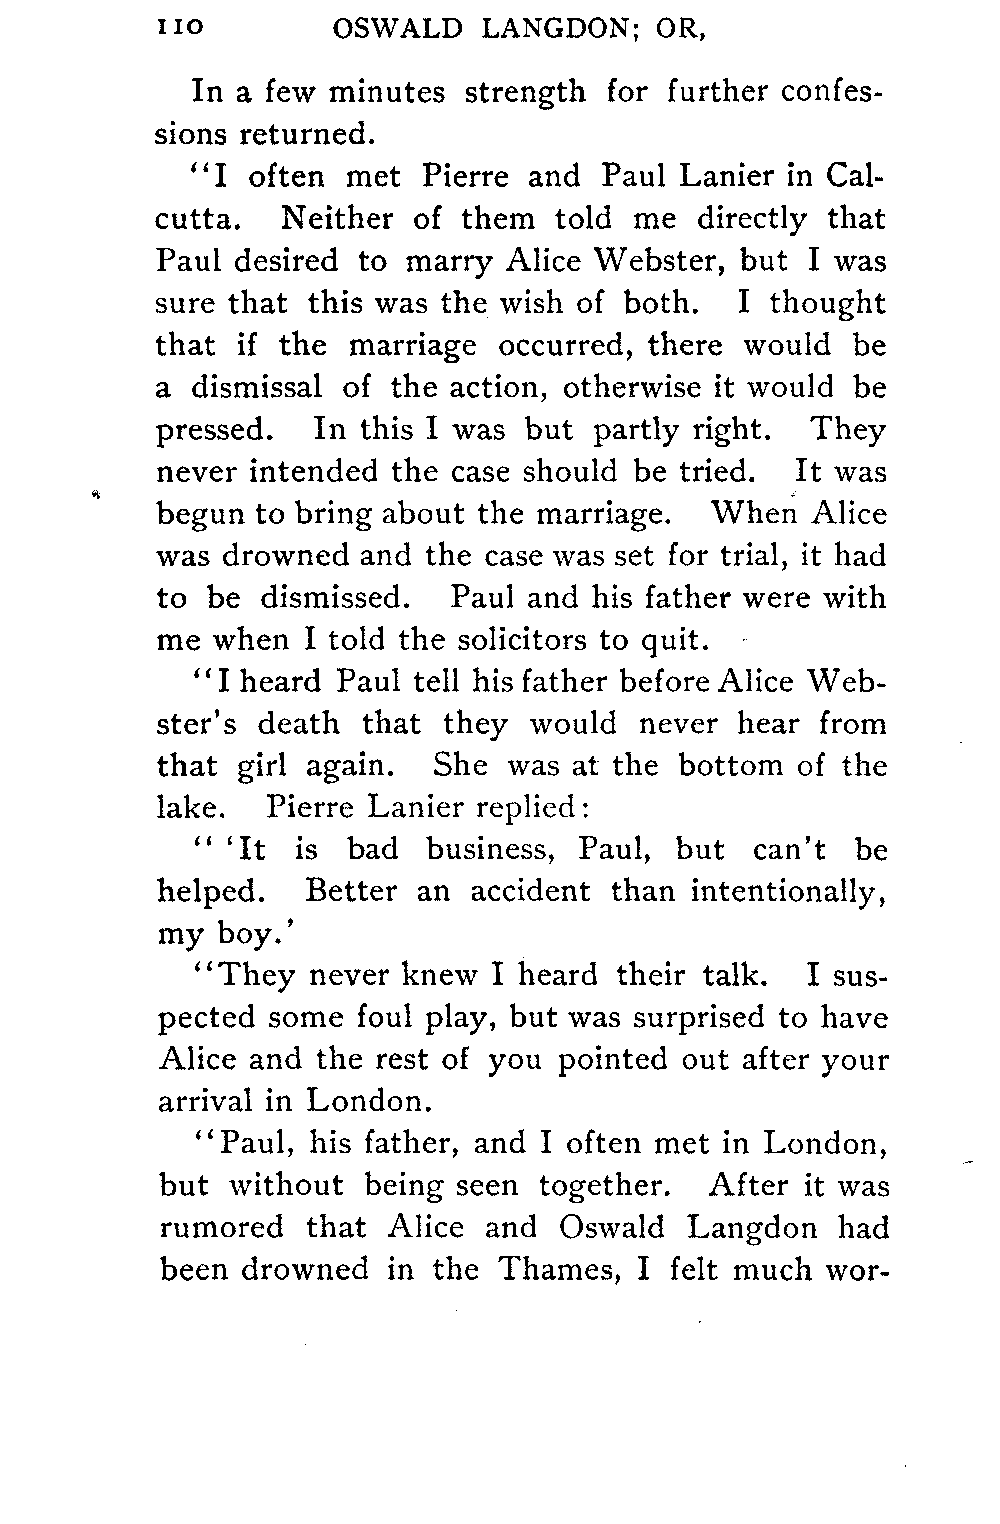 110 OSWALD LANGDON; OR,
In a few minutes strength for further confes-
sions returned.
"I often met Pierre and Paul Lanier in Cal-
cutta. Neither of them told me directly that
Paul desired to marry Alice Webster, but I was
sure that this was the wish of both. I thought
that if the marriage occurred, there would be
a dismissal of the action, otherwise it would be
pressed. In this I was but partly right. They
never intended the case should be tried. It was
begun to bring about the marriage. When Alice
was drowned and the case was set for trial, it had
to be dismissed. Paul and his father were with
me when I told the solicitors to quit.
"I heard Paul tell his father before Alice Web-
ster's death that they would never hear from
that girl again. She was at the bottom of the
lake. Pierre Lanier replied:
" 'It is bad business, Paul, but can't be
helped. Better an accident than intentionally,
my boy.'
"They never knew I heard their talk. I sus-
pected some foul play, but was surprised to have
Alice and the rest of you pointed out after your
arrival in London.
"Paul, his father, and I often met in London,
but without being seen together. After it was
rumored that Alice and Oswald Langdon had
been drowned in the Thames, I felt much wor-